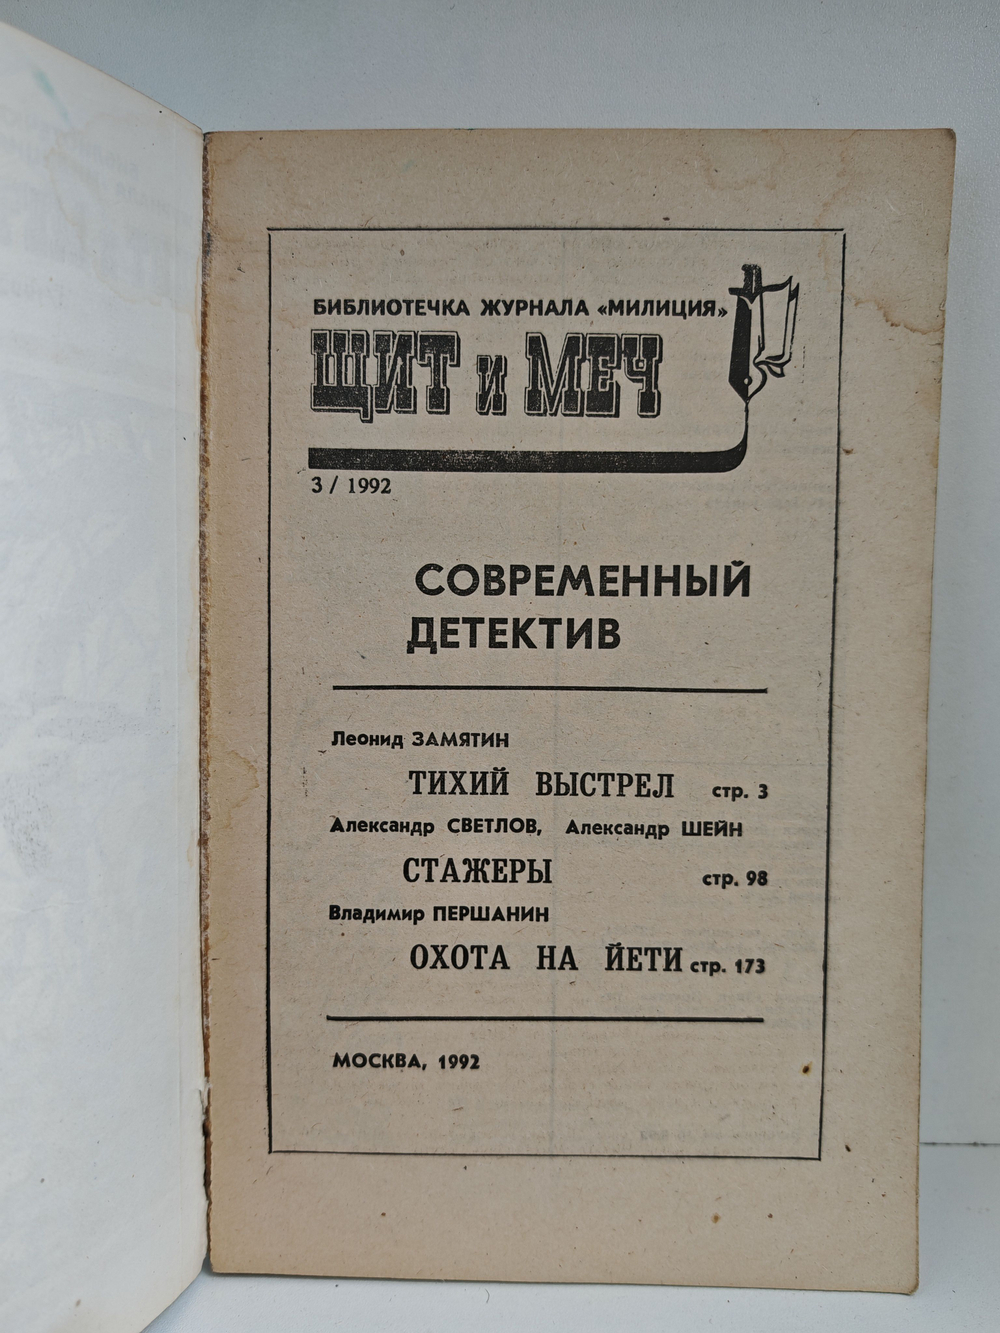 БИБЛИОТЕЧКА ЖУРНАЛА «МИЛИЦИЯ»
ЩИТ и МЕЧ
3 / 1992
СОВРЕМЕННЫЙ
ДЕТЕКТИВ
Леонид ЗАМЯТИН
ТИХИЙ ВЫСТРЕЛ стр. 3
Александр СВЕТЛОВ, Александр ШЕЙН
СТАЖЕРЫ стр. 98
Владимир ПЕРШАНИН
ОХОТА НА ЙЕТИ стр. 173
МОСКВА, 1992